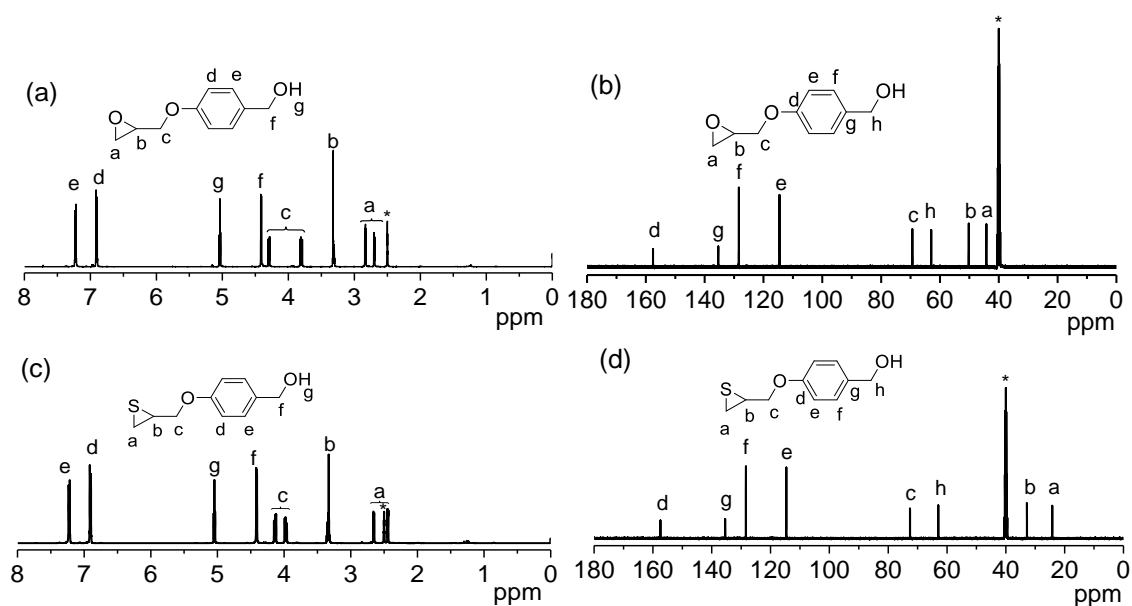 (a)
d e OH
g
O O f
a b c
e d g f c b a *
8 7 6 5 4 3 2 1 0
ppm
(b)
e f OH
O O d g h
a b c
d g f e c h b a *
180 160 140 120 100 80 60 40 20 0
ppm
(c)
OH g
S O f
a b c d e
e d g f c b a *
8 7 6 5 4 3 2 1 0
ppm
(d)
OH
S O d g h
a b c e f
d g f e c h * b a
180 160 140 120 100 80 60 40 20 0
ppm